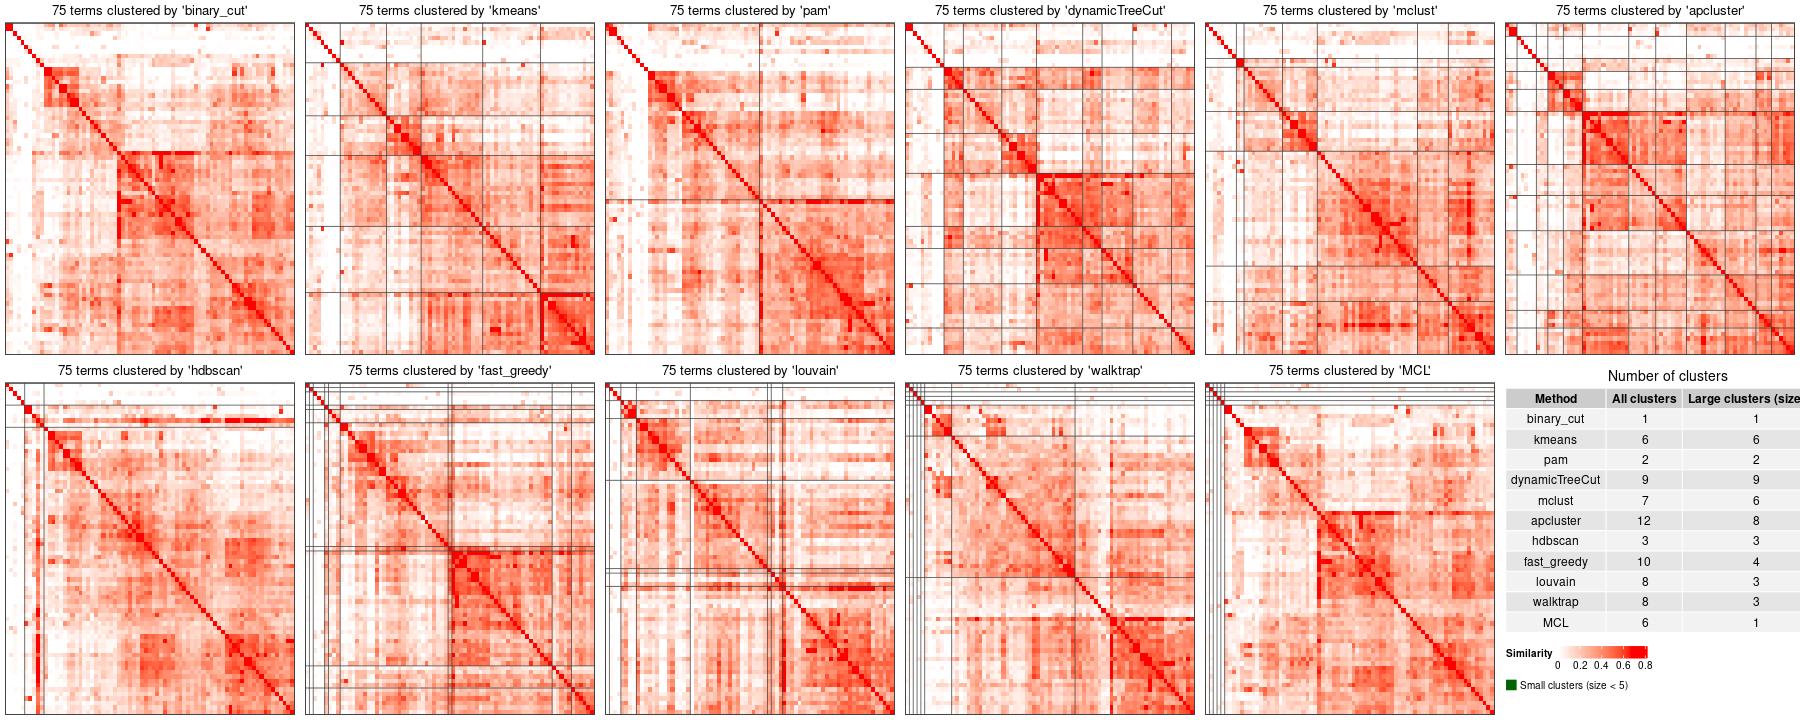 75 terms clustered by 'binary_cut'
75 terms clustered by 'kmeans'
75 terms clustered by 'pam'
75 terms clustered by 'dynamicTreeCut'
75 terms clustered by 'mclust'
75 terms clustered by 'apcluster'
75 terms clustered by 'hdbscan'
75 terms clustered by 'fast_greedy'
75 terms clustered by 'louvain'
75 terms clustered by 'walktrap'
75 terms clustered by 'MCL'
Number of clusters
Method All clusters Large clusters (size
binary_cut 1 1
kmeans 6 6
pam 2 2
dynamicTreeCut 9 9
mclust 7 6
apcluster 12 8
hdbscan 3 3
fast_greedy 10 4
louvain 8 3
walktrap 8 3
MCL 6 1
Similarity
0 0.2 0.4 0.6 0.8
Small clusters (size < 5)